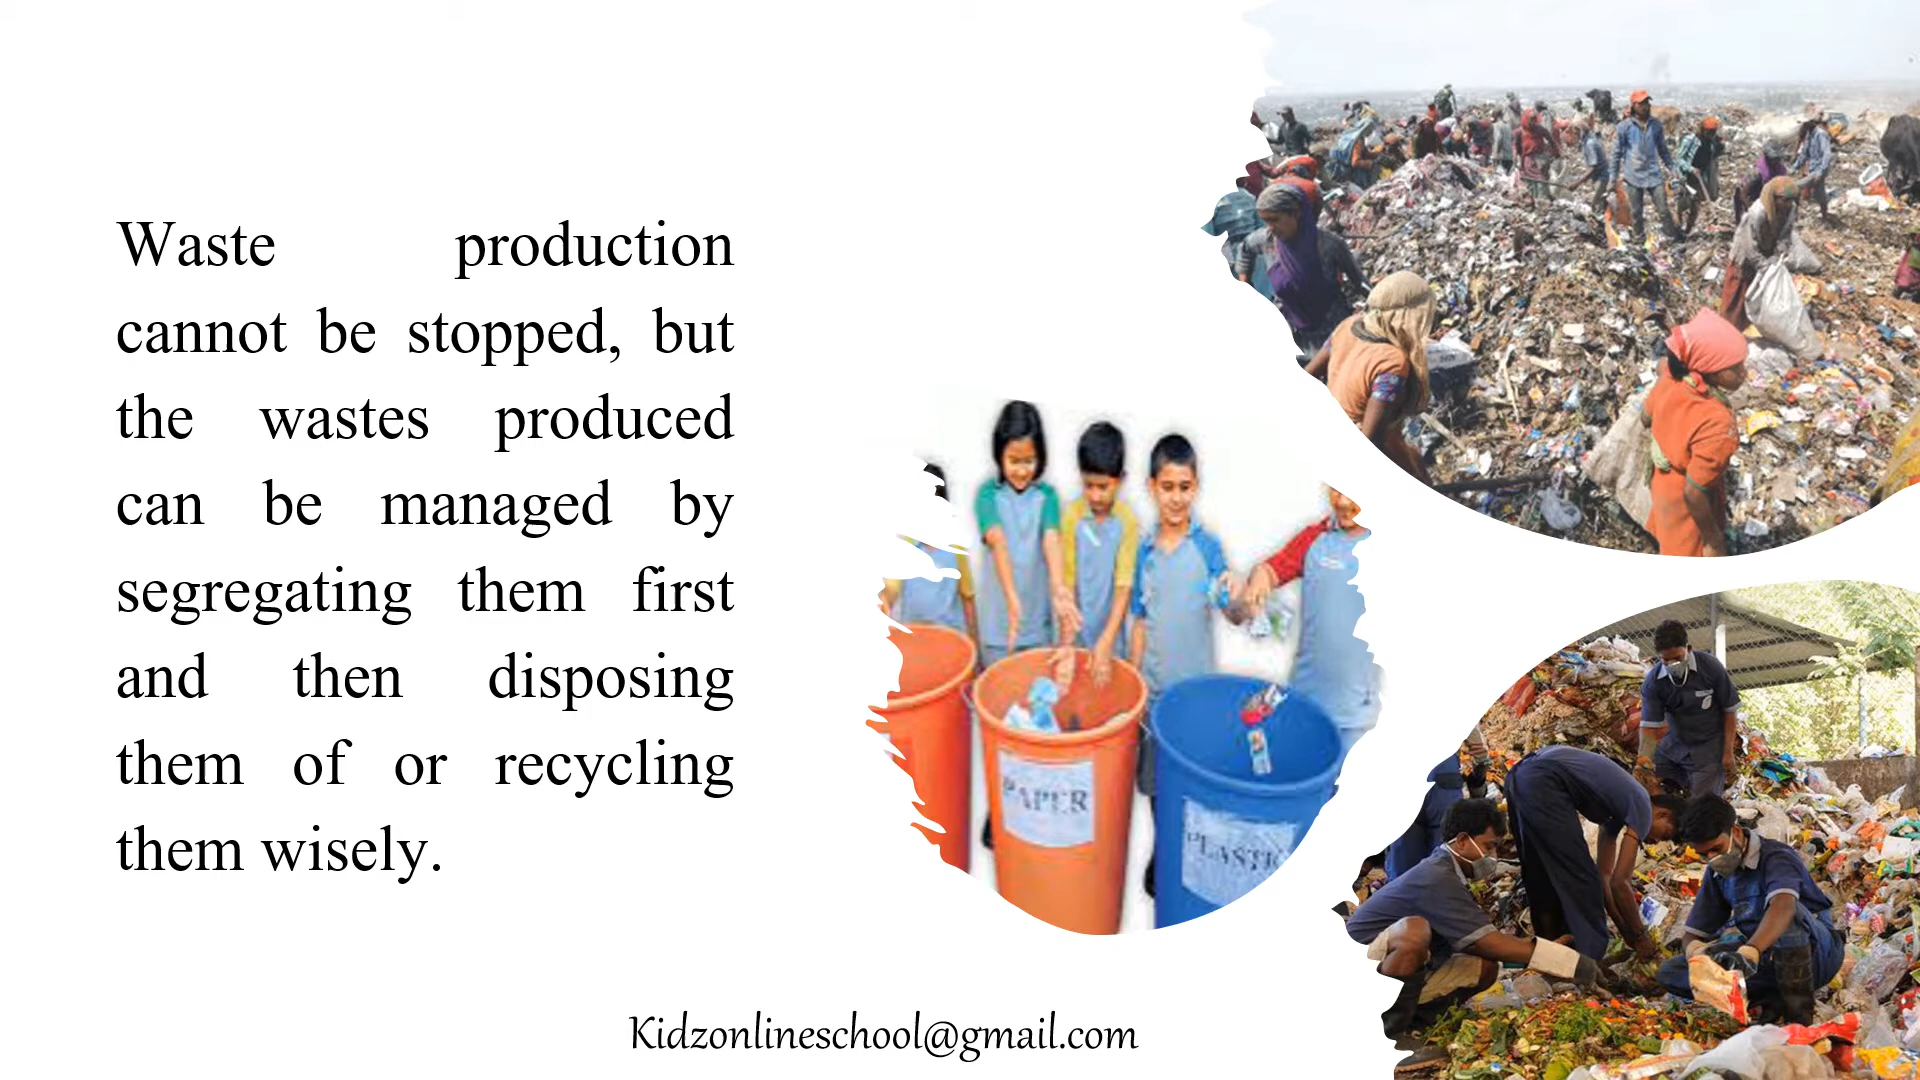 Waste production
cannot be stopped, but
the wastes produced
can be managed by
segregating them first
and then disposing
them of or recycling
them wisely.
PAPER
PLASTIC
Kidzonlineschool@gmail.com